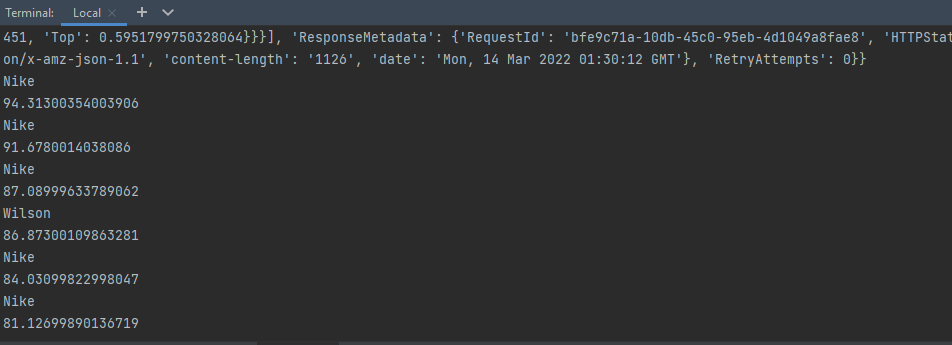 Terminal: Local × + ∨
451, 'Top': 0.5951799750328064}}}], 'ResponseMetadata': {'RequestId': 'bfe9c71a-10db-45c0-95eb-4d1049a8fae8', 'HTTPStat
on/x-amz-json-1.1', 'content-length': '1126', 'date': 'Mon, 14 Mar 2022 01:30:12 GMT'}, 'RetryAttempts': 0}}
Nike
94.31300354003906
Nike
91.6780014038086
Nike
87.08999633789062
Wilson
86.87300109863281
Nike
84.03099822998047
Nike
81.12699890136719